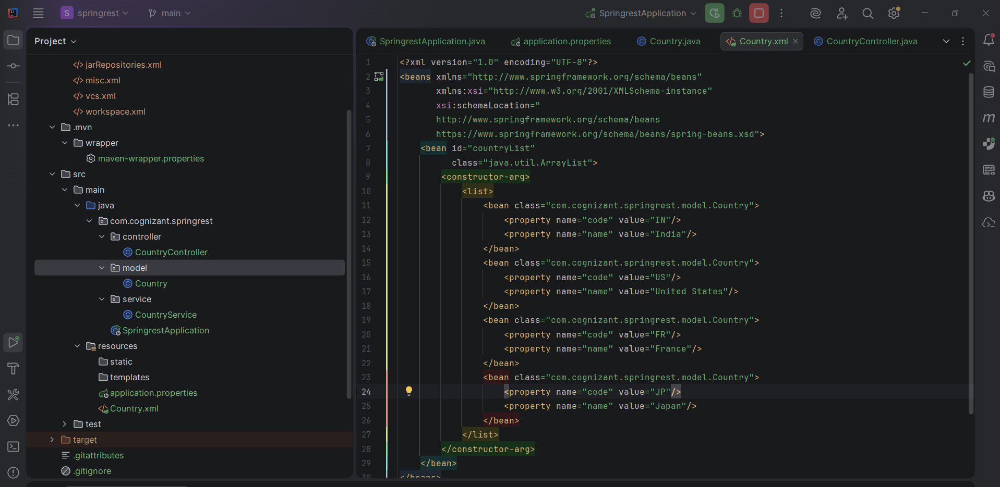 S springrest main SpringrestApplication
Project
jarRepositories.xml
misc.xml
vcs.xml
workspace.xml
.mvn
wrapper
maven-wrapper.properties
src
main
java
com.cognizant.springrest
controller
CountryController
model
Country
service
CountryService
SpringrestApplication
resources
static
templates
application.properties
Country.xml
test
target
.gitattributes
.gitignore
SpringrestApplication.java application.properties Country.java Country.xml CountryController.java
1 <?xml version="1.0" encoding="UTF-8"?>
2 <beans xmlns="http://www.springframework.org/schema/beans"
3 xmlns:xsi="http://www.w3.org/2001/XMLSchema-instance"
4 xsi:schemaLocation="
5 http://www.springframework.org/schema/beans
6 https://www.springframework.org/schema/beans/spring-beans.xsd">
7 <bean id="countryList"
8 class="java.util.ArrayList">
9 <constructor-arg>
10 <list>
11 <bean class="com.cognizant.springrest.model.Country">
12 <property name="code" value="IN"/>
13 <property name="name" value="India"/>
14 </bean>
15 <bean class="com.cognizant.springrest.model.Country">
16 <property name="code" value="US"/>
17 <property name="name" value="United States"/>
18 </bean>
19 <bean class="com.cognizant.springrest.model.Country">
20 <property name="code" value="FR"/>
21 <property name="name" value="France"/>
22 </bean>
23 <bean class="com.cognizant.springrest.model.Country">
24 <property name="code" value="JP"/>
25 <property name="name" value="Japan"/>
26 </bean>
27 </list>
28 </constructor-arg>
29 </bean>
30 </beans>